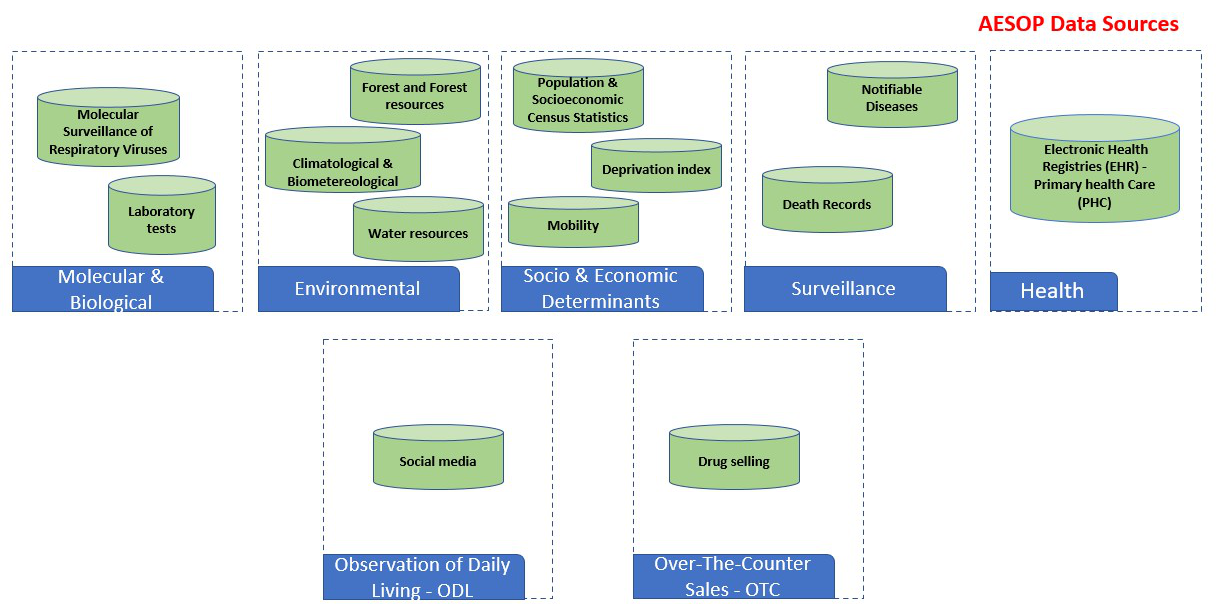 AESOP Data Sources
Molecular
Surveillance of
Respiratory Viruses
Laboratory
tests
Molecular &
Biological
Forest and Forest
resources
Climatological &
Biometereological
Water resources
Environmental
Population &
Socioeconomic
Census Statistics
Deprivation index
Mobility
Socio & Economic
Determinants
Notifiable
Diseases
Death Records
Surveillance
Electronic Health
Registries (EHR) -
Primary health Care
(PHC)
Health
Social media
Observation of Daily
Living - ODL
Drug selling
Over-The-Counter
Sales - OTC